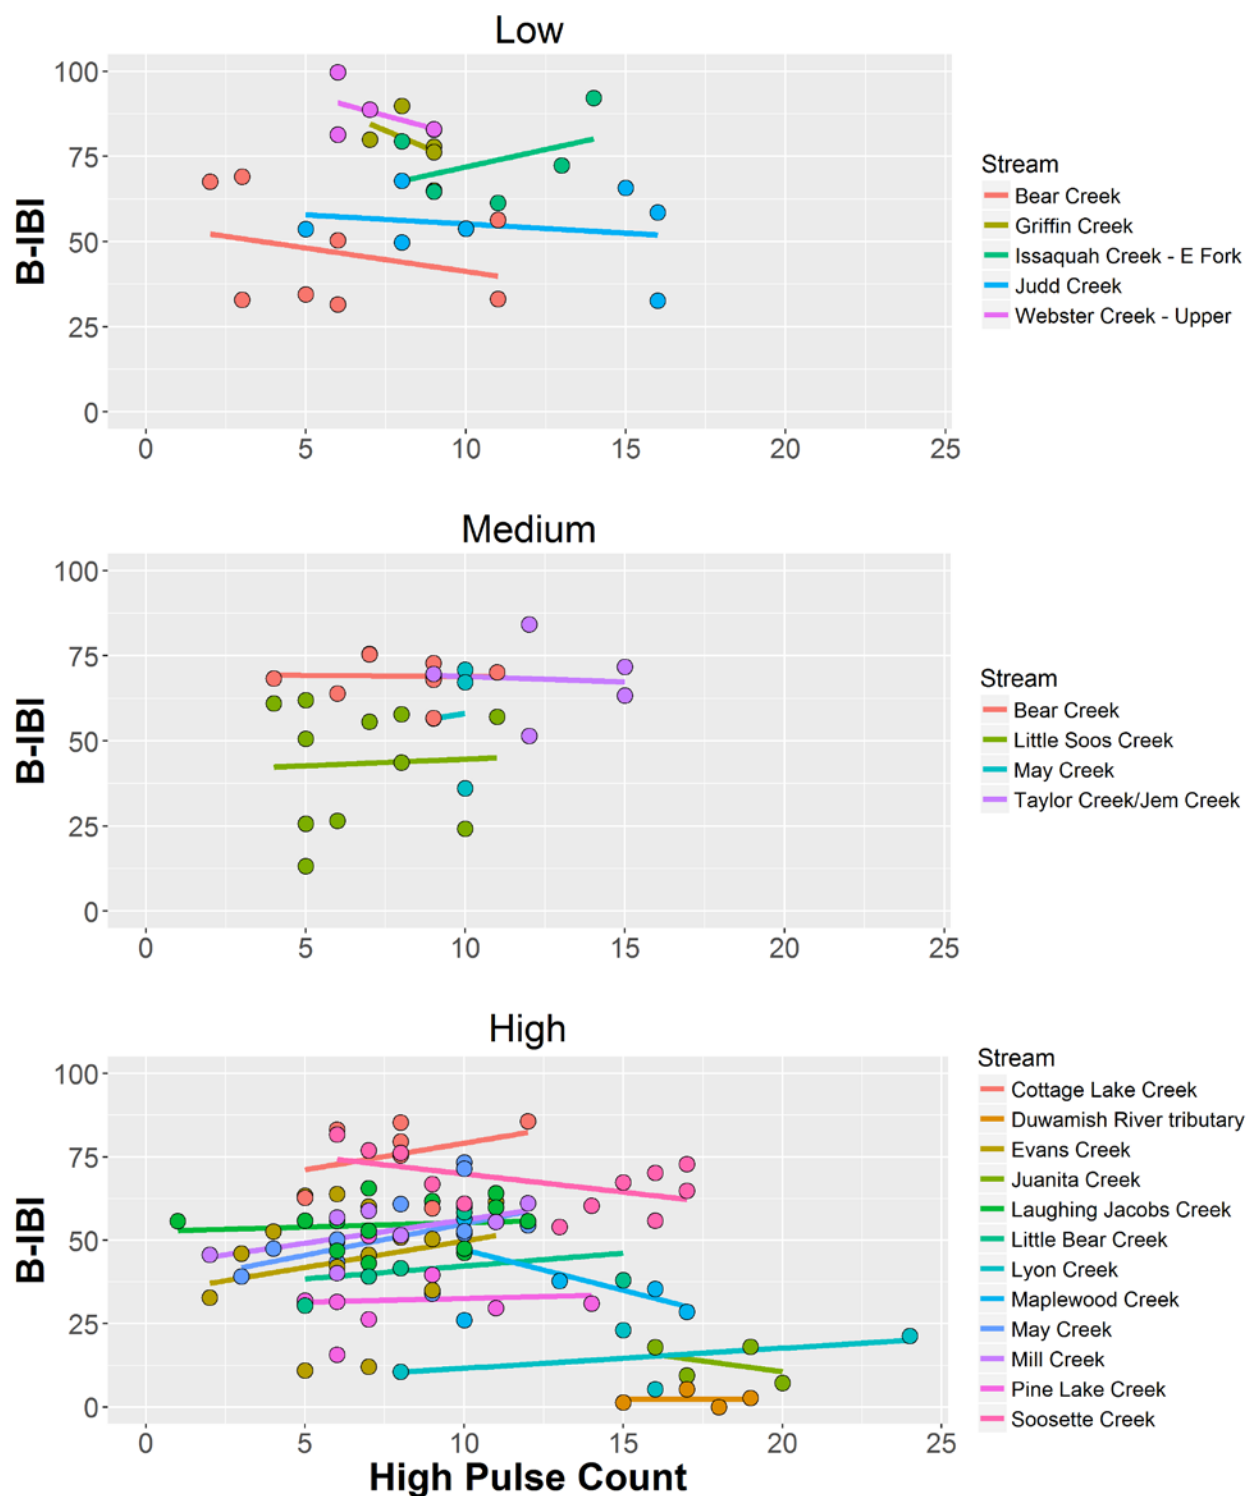 Low
100
75
50
25
0
B-IBI
0 5 10 15 20 25
Stream
Bear Creek
Griffin Creek
Issaquah Creek - E Fork
Judd Creek
Webster Creek - Upper
Medium
100
75
50
25
0
B-IBI
0 5 10 15 20 25
Stream
Bear Creek
Little Soos Creek
May Creek
Taylor Creek/Jem Creek
High
100
75
50
25
0
B-IBI
0 5 10 15 20 25
High Pulse Count
Stream
Cottage Lake Creek
Duwamish River tributary
Evans Creek
Juanita Creek
Laughing Jacobs Creek
Little Bear Creek
Lyon Creek
Maplewood Creek
May Creek
Mill Creek
Pine Lake Creek
Soosette Creek